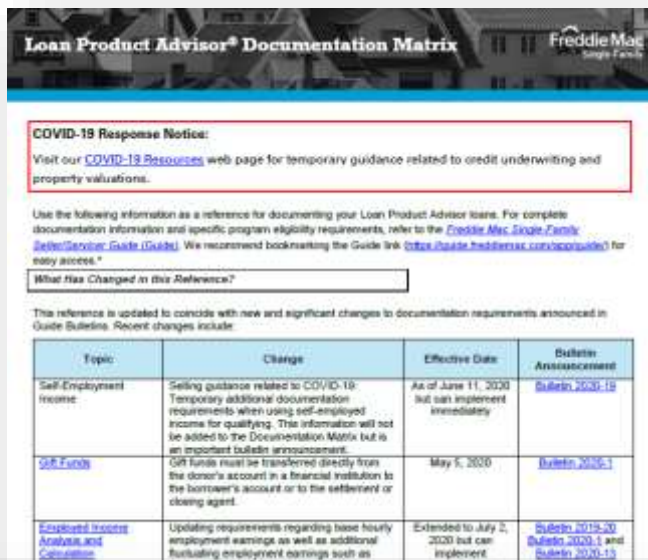 Loan Product Advisor® Documentation Matrix
Freddie Mac
Single-Family
COVID-19 Response Notice:
Visit our COVID-19 Resources web page for temporary guidance related to credit underwriting and
property valuations.
Use the following information as a reference for documenting your Loan Product Advisor loans. For complete
documentation information and specific program eligibility requirements, refer to the Freddie Mac Single-Family
Seller/Servicer Guide (Guide). We recommend bookmarking the Guide link (https://guide.freddiemac.com/app/guide/) for
easy access.*
What Has Changed in this Reference?
This reference is updated to coincide with new and significant changes to documentation requirements announced in
Guide Bulletins. Recent changes include:
Topic
Change
Effective Date
Bulletin
Announcement
Self-Employment
Income
Selling guidance related to COVID-19:
Temporary additional documentation
requirements when using self-employed
income for qualifying. This information will not
be added to the Documentation Matrix but is
an important bulletin announcement.
As of June 11, 2020
but can implement
immediately
Bulletin 2020-19
Gift Funds
Gift funds must be transferred directly from
the donor's account in a financial institution to
the borrower's account or to the settlement or
closing agent.
May 5, 2020
Bulletin 2020-1
Employed Income
Analysis and
Calculation
Updating requirements regarding base hourly
employment earnings as well as additional
fluctuating employment earnings such as
Extended to July 2,
2020 but can
implement
Bulletin 2019-20
Bulletin 2020-1 and
Bulletin 2020-13